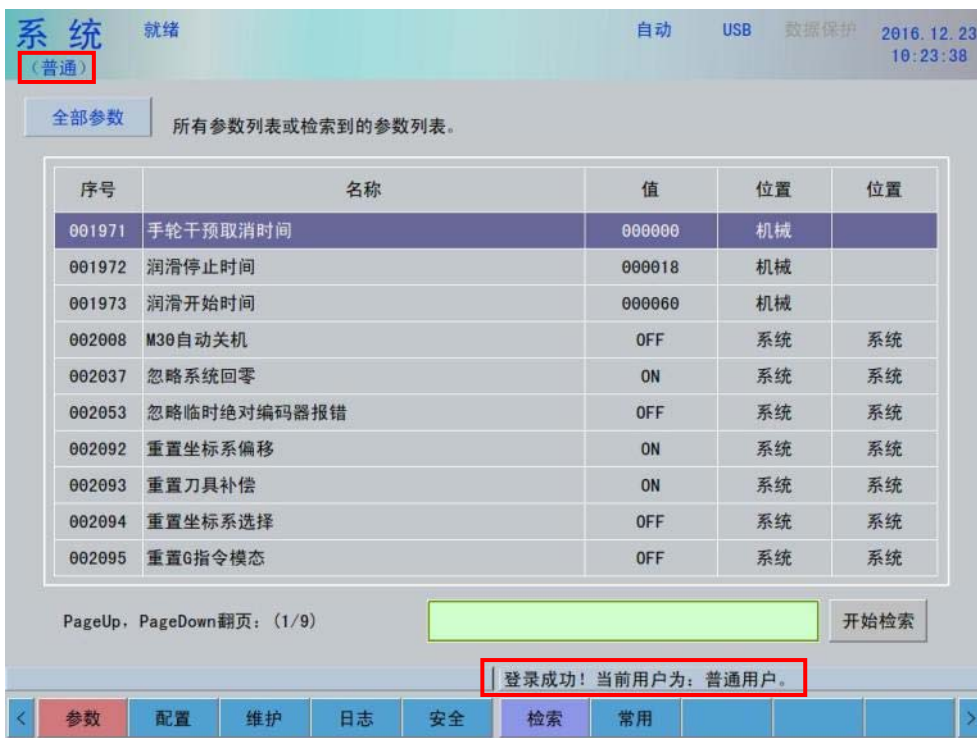 系 统 就绪 自动 USB 数据保护 2016.12.23
(普通) 10:23:38
全部参数 所有参数列表或检索到的参数列表。
序号 名称 值 位置 位置
001971 手轮干预取消时间 000000 机械
001972 润滑停止时间 000018 机械
001973 润滑开始时间 000060 机械
002008 M30自动关机 OFF 系统 系统
002037 忽略系统回零 ON 系统 系统
002053 忽略临时绝对编码器报错 OFF 系统 系统
002092 重置坐标系偏移 ON 系统 系统
002093 重置刀具补偿 ON 系统 系统
002094 重置坐标系选择 OFF 系统 系统
002095 重置G指令模态 OFF 系统 系统
PageUp，PageDown翻页：(1/9) 开始检索
登录成功！当前用户为：普通用户。
< 参数 配置 维护 日志 安全 检索 常用 >